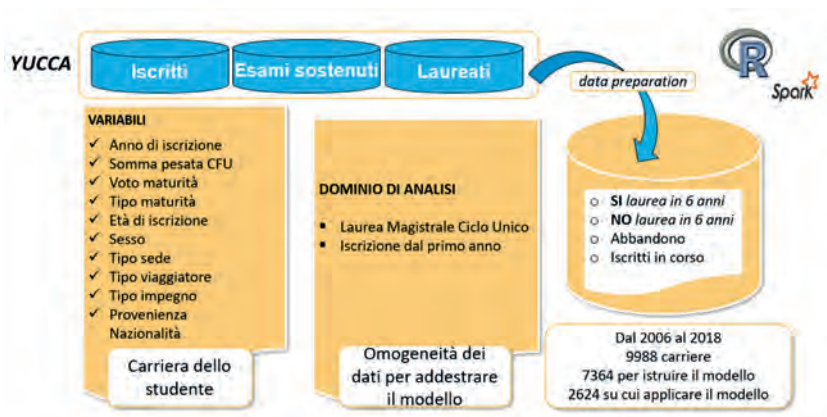 YUCCA
Iscritti
Esami sostenuti
Laureati
data preparation
R
Spark
VARIABILI
✓ Anno di iscrizione
✓ Somma pesata CFU
✓ Voto maturità
✓ Tipo maturità
✓ Età di iscrizione
✓ Sesso
✓ Tipo sede
✓ Tipo viaggiatore
✓ Tipo impegno
✓ Provenienza
Nazionalità
Carriera dello
studente
DOMINIO DI ANALISI
▪ Laurea Magistrale Ciclo Unico
▪ Iscrizione dal primo anno
Omogeneità dei
dati per addestrare
il modello
o SI laurea in 6 anni
o NO laurea in 6 anni
o Abbandono
o Iscritti in corso
Dal 2006 al 2018
9988 carriere
7364 per istruire il modello
2624 su cui applicare il modello